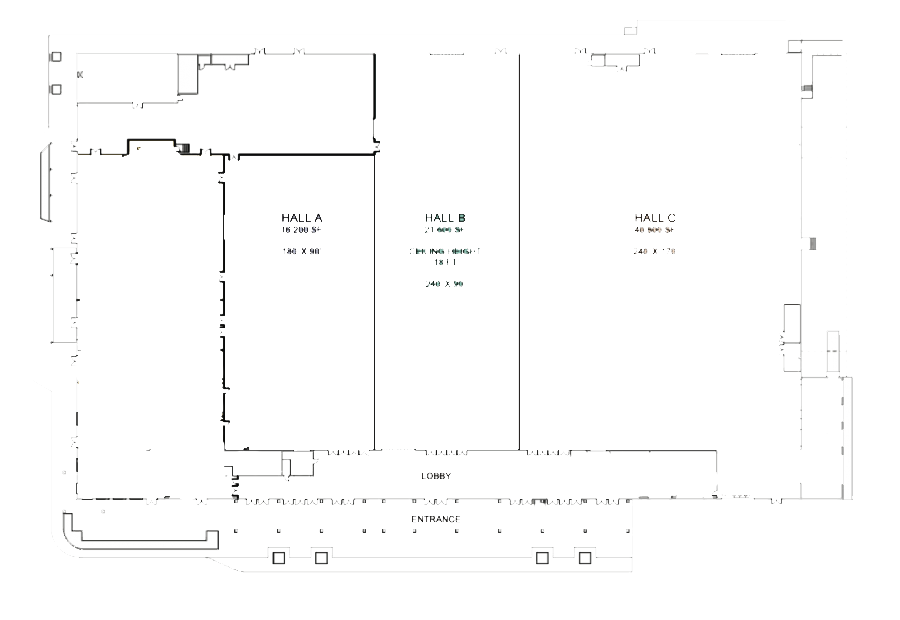 HALL A
16 200 SF
180 X 90
HALL B
21 600 SF
CEILING HEIGHT
18 FT
240 X 90
HALL C
40 800 SF
240 X 170
LOBBY
ENTRANCE